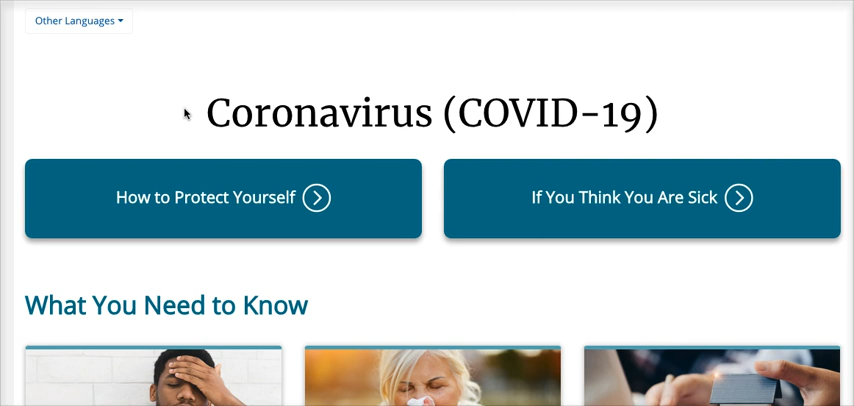 Other Languages
Coronavirus (COVID-19)
How to Protect Yourself
If You Think You Are Sick
What You Need to Know